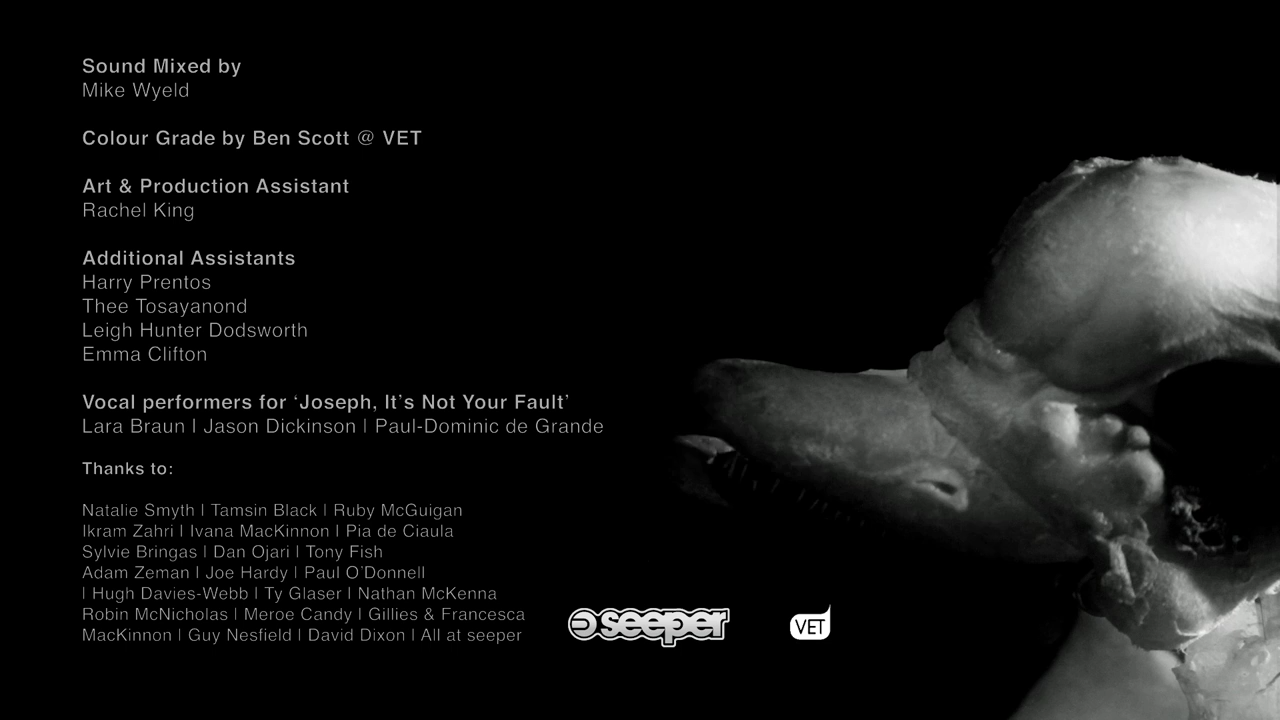 Sound Mixed by
Mike Wyeld
Colour Grade by Ben Scott @ VET
Art & Production Assistant
Rachel King
Additional Assistants
Harry Prentos
Thee Tosayanond
Leigh Hunter Dodsworth
Emma Clifton
Vocal performers for ‘Joseph, It’s Not Your Fault’
Lara Braun | Jason Dickinson | Paul-Dominic de Grande
Thanks to:
Natalie Smyth | Tamsin Black | Ruby McGuigan
Ikram Zahri | Ivana MacKinnon | Pia de Ciaula
Sylvie Bringas | Dan Ojari | Tony Fish
Adam Zeman | Joe Hardy | Paul O’Donnell
| Hugh Davies-Webb | Ty Glaser | Nathan McKenna
Robin McNicholas | Meroe Candy | Gillies & Francesca
MacKinnon | Guy Nesfield | David Dixon | All at seeper
seeper
VET